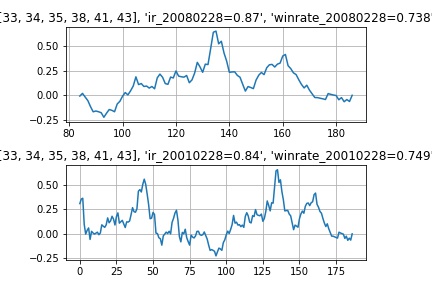 [33, 34, 35, 38, 41, 43], 'ir_20080228=0.87', 'winrate_20080228=0.738'
0.50
0.25
0.00
−0.25
80 100 120 140 160 180
[33, 34, 35, 38, 41, 43], 'ir_20010228=0.84', 'winrate_20010228=0.749'
0.50
0.25
0.00
−0.25
0 25 50 75 100 125 150 175